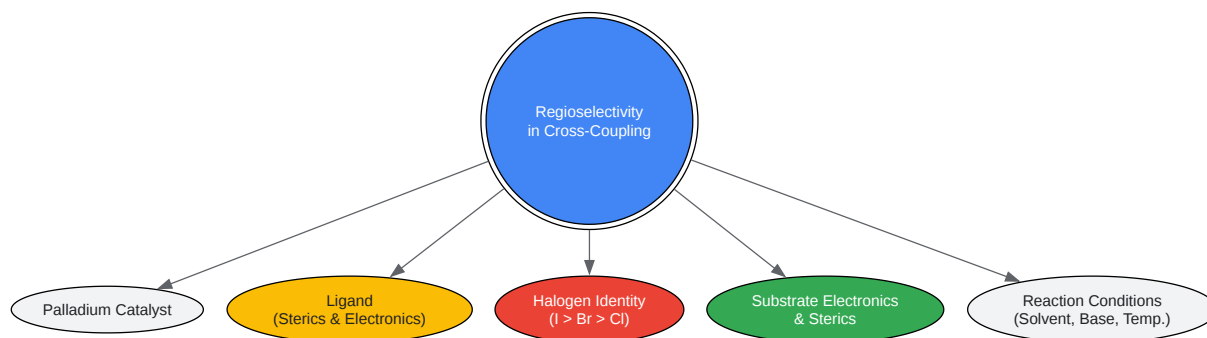 Regioselectivity
in Cross-Coupling
Palladium Catalyst
Ligand
(Sterics & Electronics)
Halogen Identity
(I > Br > Cl)
Substrate Electronics
& Sterics
Reaction Conditions
(Solvent, Base, Temp.)